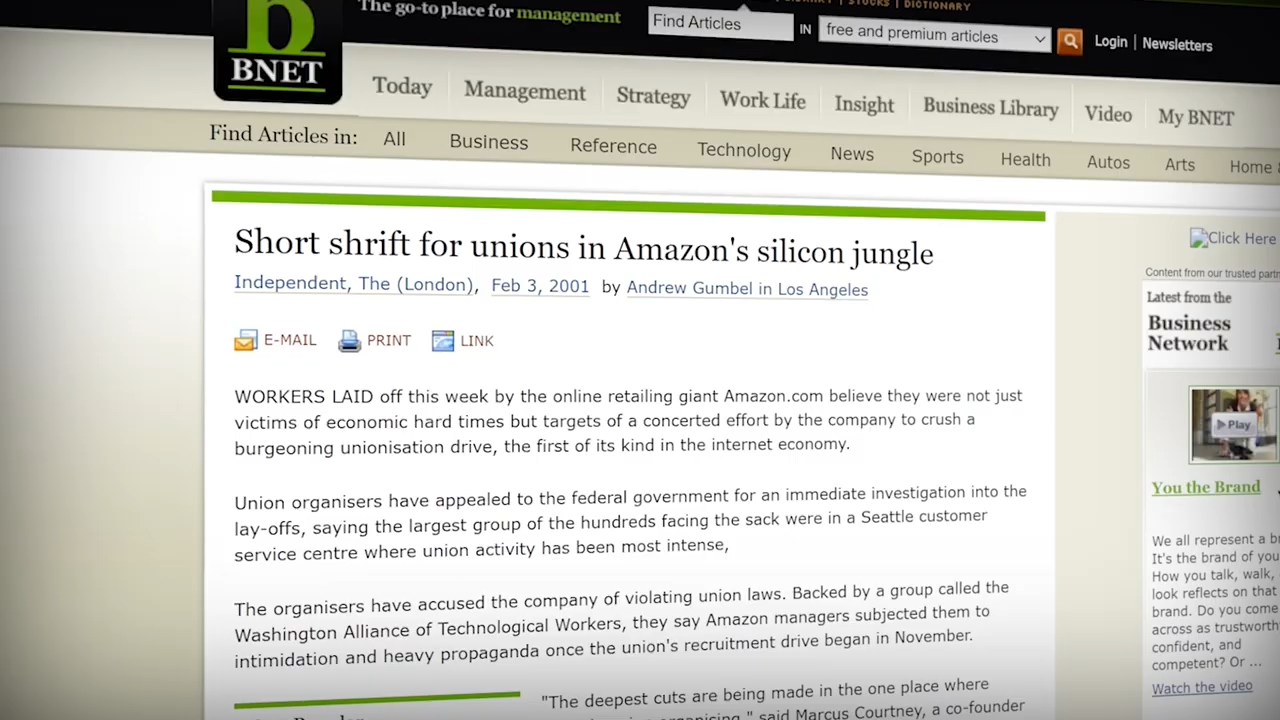 STOCKS | DICTIONARY
The go-to place for management
Find Articles
IN
free and premium articles
Login | Newsletters
b
BNET
Today
Management
Strategy
Work Life
Insight
Business Library
Video
My BNET
Find Articles in:
All
Business
Reference
Technology
News
Sports
Health
Autos
Arts
Home
Short shrift for unions in Amazon's silicon jungle
Independent, The (London), Feb 3, 2001 by Andrew Gumbel in Los Angeles
E-MAIL
PRINT
LINK
WORKERS LAID off this week by the online retailing giant Amazon.com believe they were not just
victims of economic hard times but targets of a concerted effort by the company to crush a
burgeoning unionisation drive, the first of its kind in the internet economy.
Union organisers have appealed to the federal government for an immediate investigation into the
lay-offs, saying the largest group of the hundreds facing the sack were in a Seattle customer
service centre where union activity has been most intense,
The organisers have accused the company of violating union laws. Backed by a group called the
Washington Alliance of Technological Workers, they say Amazon managers subjected them to
intimidation and heavy propaganda once the union's recruitment drive began in November.
"The deepest cuts are being made in the one place where
said Marcus Courtney, a co-founder
Click Here
Content from our trusted
Latest from the
Business
Network
Play
You the Brand
We all represent a
It's the brand of you
How you talk, walk,
look reflects on that
brand. Do you come
across as
confident, and
competent? Or ...
Watch the video